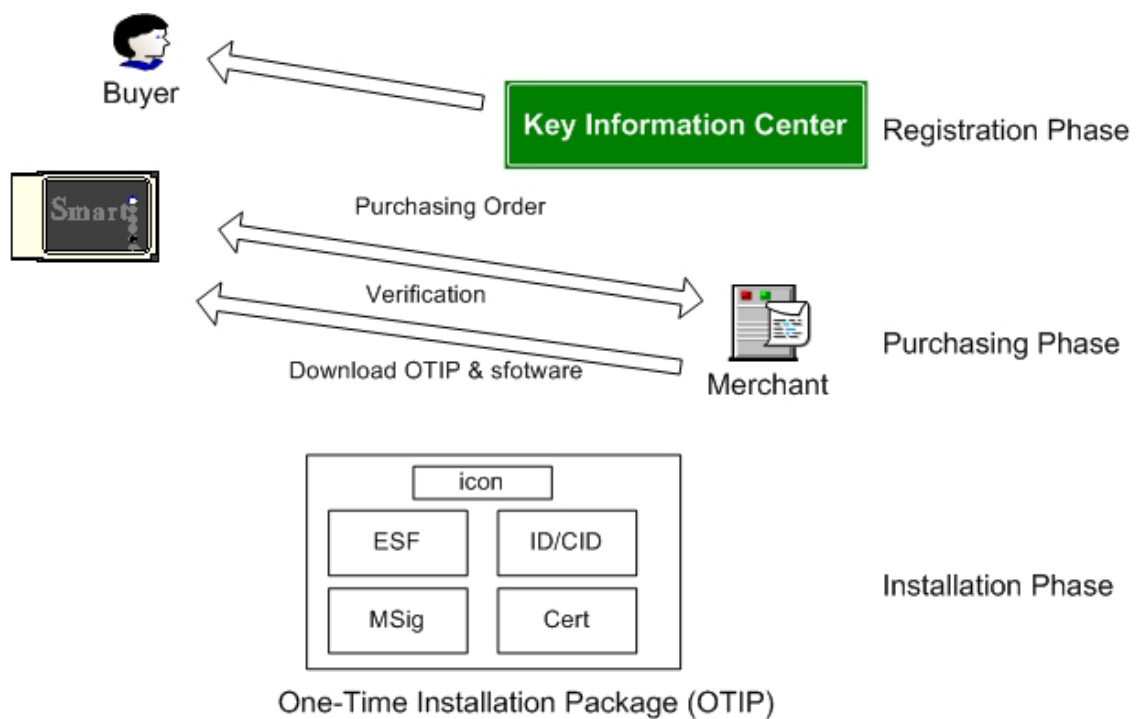 Buyer
Key Information Center
Registration Phase
Smart
Purchasing Order
Verification
Download OTIP & sfotware
Merchant
Purchasing Phase
icon
ESF
ID/CID
MSig
Cert
Installation Phase
One-Time Installation Package (OTIP)